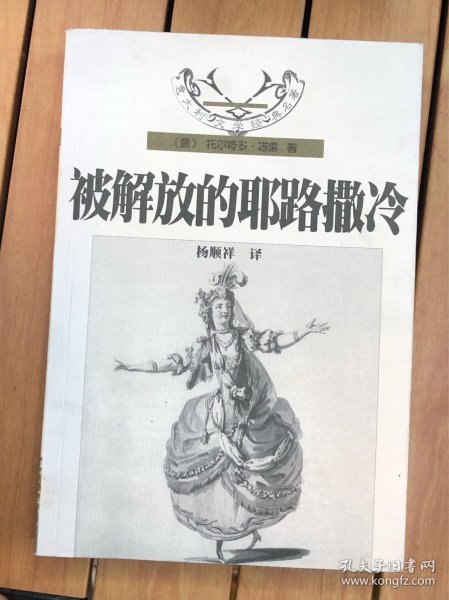 意大利文学经典名著
（意） 托尔夸多·塔索 著
被解放的耶路撒冷
杨顺祥 译
孔夫子旧书网
www.kongfz.com